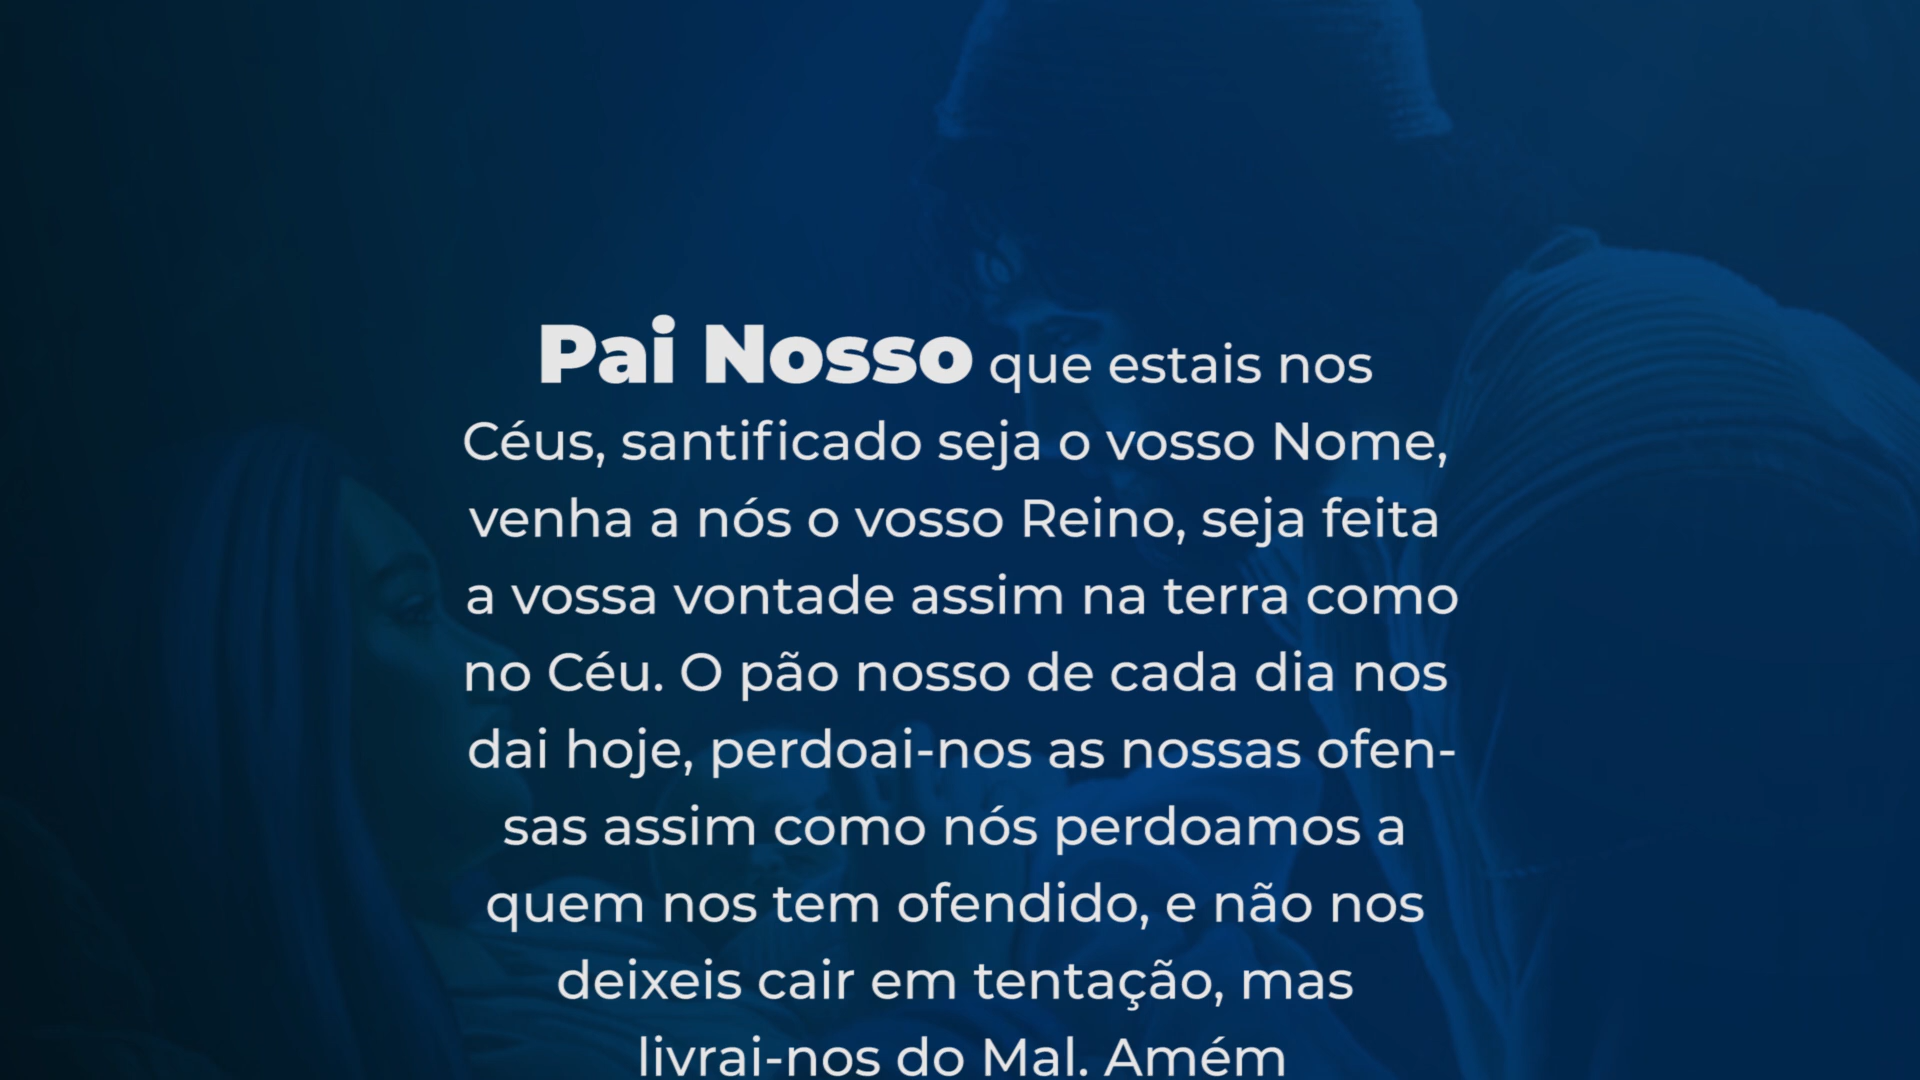 Pai Nosso que estais nos
Céus, santificado seja o vosso Nome,
venha a nós o vosso Reino, seja feita
a vossa vontade assim na terra como
no Céu. O pão nosso de cada dia nos
dai hoje, perdoai-nos as nossas ofen-
sas assim como nós perdoamos a
quem nos tem ofendido, e não nos
deixeis cair em tentação, mas
livrai-nos do Mal. Amém